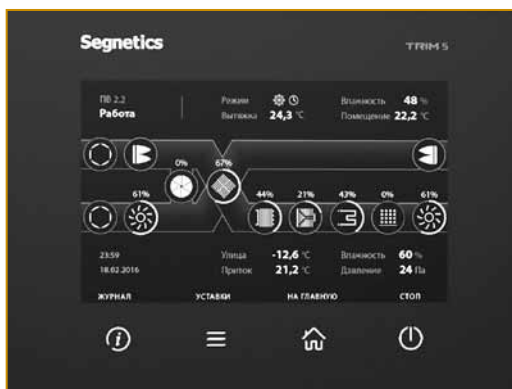 Segnetics
TRIM 5
ПВ 2.2
Режим
Влажность 48 %
Работа
Вытяжка 24,3 °C
Помещение 22,2 °C
0%
67%
61%
44%
21%
43%
0%
61%
23:59
Улица -12,6 °C
Влажность 60 %
18.02.2016
Приток 21,2 °C
Давление 24 Па
ЖУРНАЛ
УСТАВКИ
НА ГЛАВНУЮ
СТОП